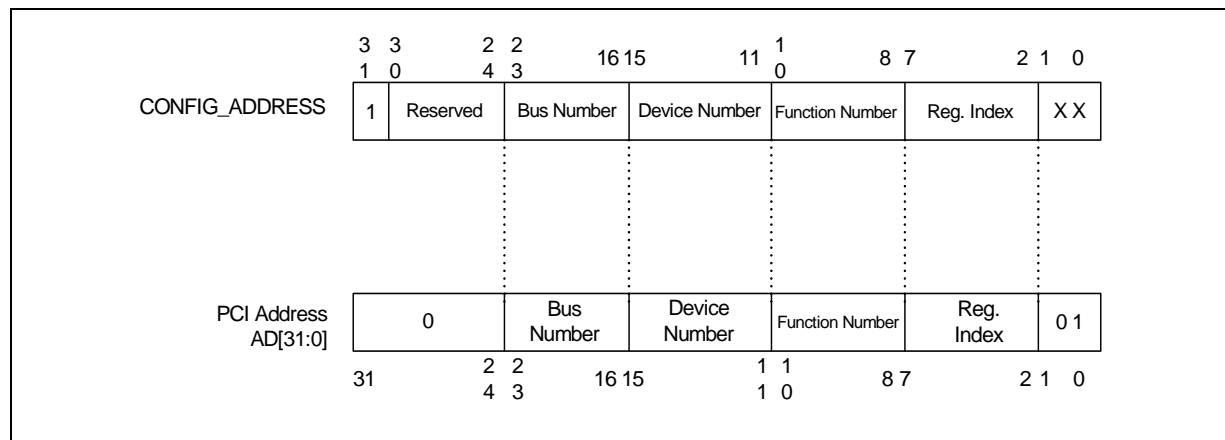 3 3 2 2 16 15 11 1 8 7 2 1 0
1 0 4 3 0
CONFIG_ADDRESS 1 Reserved Bus Number Device Number Function Number Reg. Index X X
PCI Address
AD[31:0]
0 Bus
Number Device
Number Function Number Reg.
Index 0 1
31 2 2 16 15 1 1 8 7 2 1 0
4 3 1 0